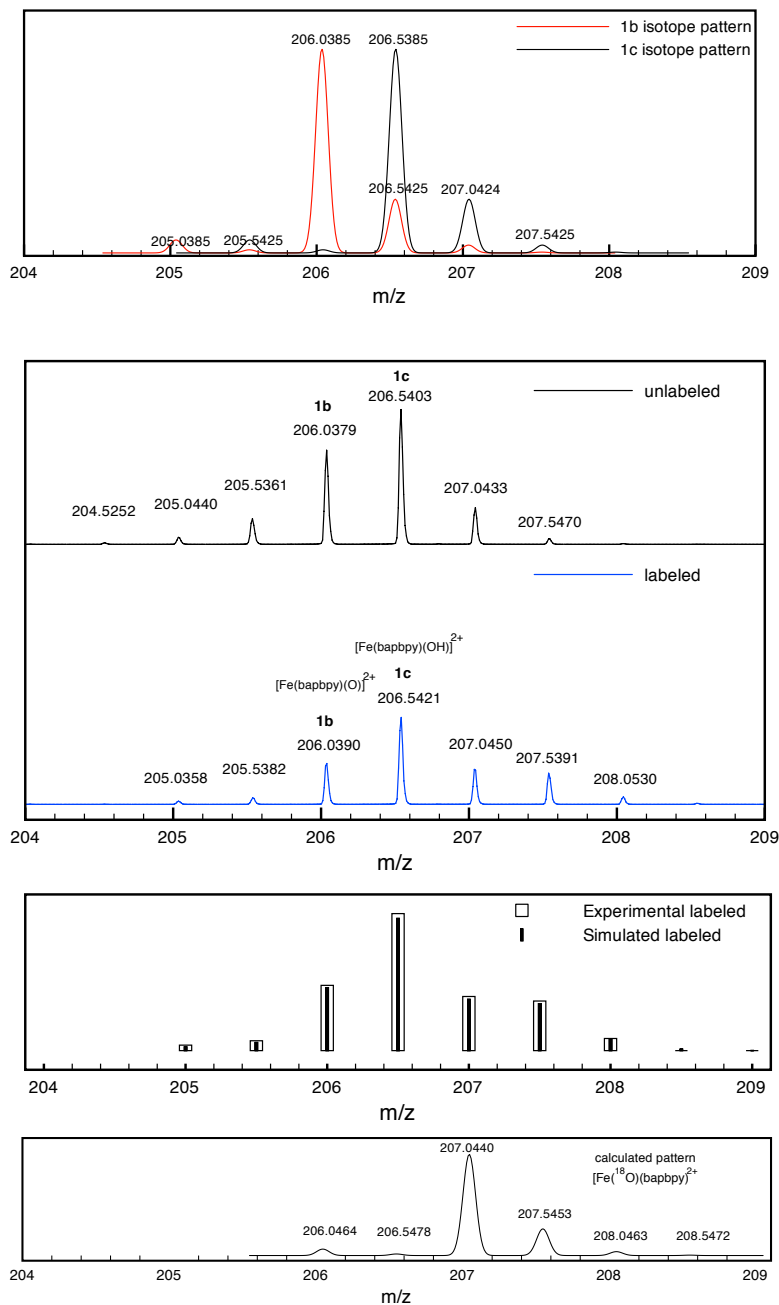 206.0385 206.5385 1b isotope pattern
1c isotope pattern
206.5425 207.0424
205.0385 205.5425 207.5425
204 205 206 207 208 209
m/z
1c
206.5403 unlabeled
1b
206.0379
204.5252 205.0440 205.5361 207.0433 207.5470
labeled
[Fe(bapbpy)(OH)]2+
[Fe(bapbpy)(O)]2+ 1c
206.5421
1b
206.0390 207.0450 207.5391
205.0358 205.5382 208.0530
204 205 206 207 208 209
m/z
Experimental labeled
Simulated labeled
204 205 206 207 208 209
m/z
207.0440 calculated pattern
[Fe(18O)(bapbpy)2+
206.0464 206.5478 207.5453 208.0463 208.5472
204 205 206 207 208 209
m/z